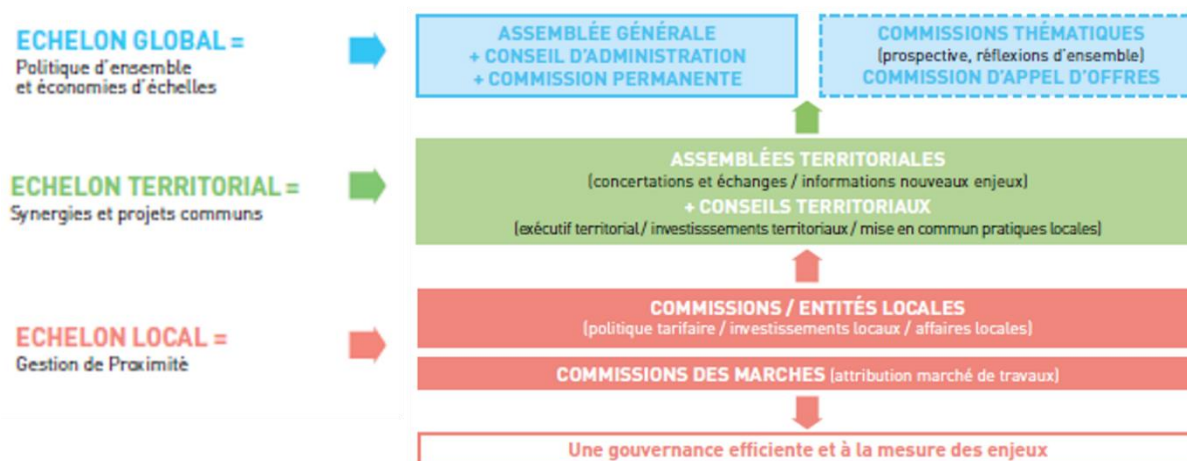 ECHELON GLOBAL =
Politique d'ensemble
et économies d'échelles
ASSEMBLÉE GÉNÉRALE
+ CONSEIL D'ADMINISTRATION
+ COMMISSION PERMANENTE
COMMISSIONS THÉMATIQUES
(prospective, réflexions d'ensemble)
COMMISSION D'APPEL D'OFFRES
ECHELON TERRITORIAL =
Synergies et projets communs
ASSEMBLÉES TERRITORIALES
(concertations et échanges / informations nouveaux enjeux)
+ CONSEILS TERRITORIAUX
(exécutif territorial / investisssements territoriaux / mise en commun pratiques locales)
ECHELON LOCAL =
Gestion de Proximité
COMMISSIONS / ENTITÉS LOCALES
(politique tarifaire / investissements locaux / affaires locales)
COMMISSIONS DES MARCHES (attribution marché de travaux)
Une gouvernance efficiente et à la mesure des enjeux